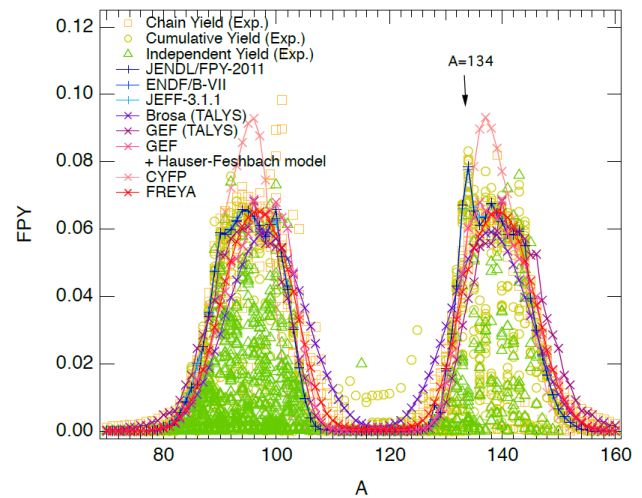 0.12
0.10
0.08
0.06
0.04
0.02
0.00
FPY
Chain Yield (Exp.)
Cumulative Yield (Exp.)
Independent Yield (Exp.)
JENDL/FPY-2011
ENDF/B-VII
JEFF-3.1.1
Brosa (TALYS)
GEF (TALYS)
GEF
+ Hauser-Feshbach model
CYFP
FREYA
A=134
80
100
120
140
160
A